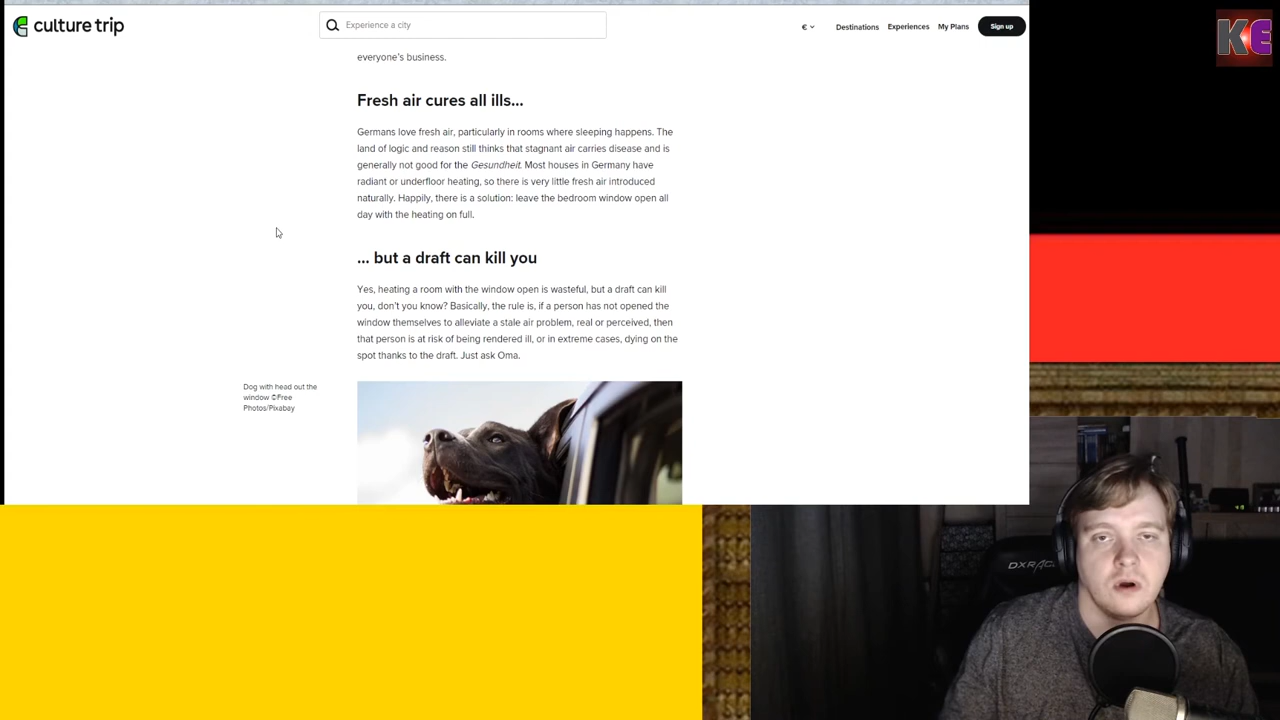 culture trip
Experience a city
€
Destinations
Experiences
My Plans
Sign up
KE
everyone's business.
Fresh air cures all ills...
Germans love fresh air, particularly in rooms where sleeping happens. The
land of logic and reason still thinks that stagnant air carries disease and is
generally not good for the Gesundheit. Most houses in Germany have
radiant or underfloor heating, so there is very little fresh air introduced
naturally. Happily, there is a solution: leave the bedroom window open all
day with the heating on full.
... but a draft can kill you
Yes, heating a room with the window open is wasteful, but a draft can kill
you, don't you know? Basically, the rule is, if a person has not opened the
window themselves to alleviate a stale air problem, real or perceived, then
that person is at risk of being rendered ill, or in extreme cases, dying on the
spot thanks to the draft. Just ask Oma.
Dog with head out the
window ©Free
Photos/Pixabay